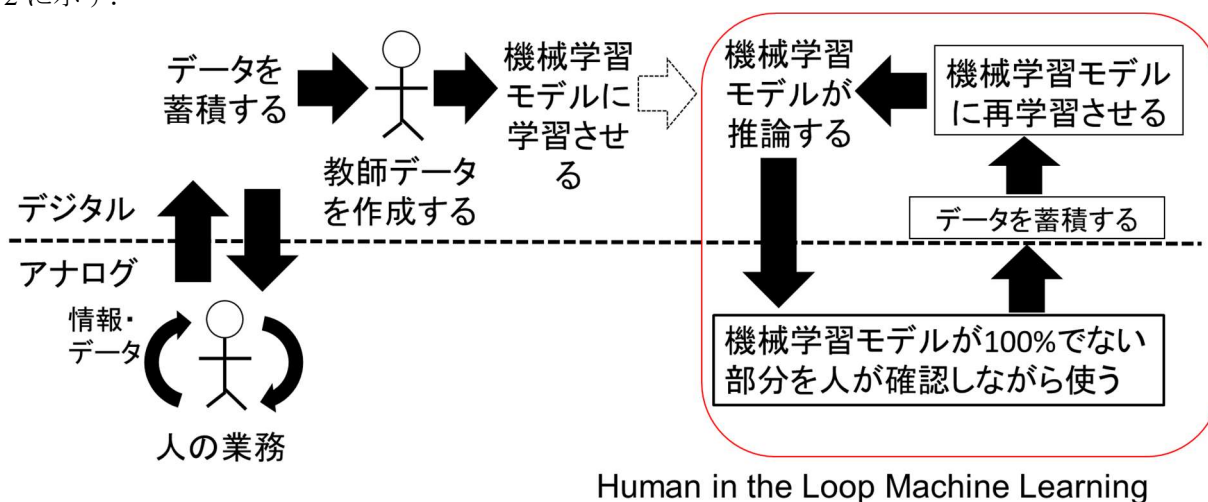 2 に示す.
データを
蓄積する
教師データ
を作成する
機械学習
モデルに
学習させ
る
機械学習
モデルが
推論する
機械学習モデル
に再学習させる
データを蓄積する
デジタル
アナログ
情報・
データ
人の業務
機械学習モデルが100%でない
部分を人が確認しながら使う
Human in the Loop Machine Learning